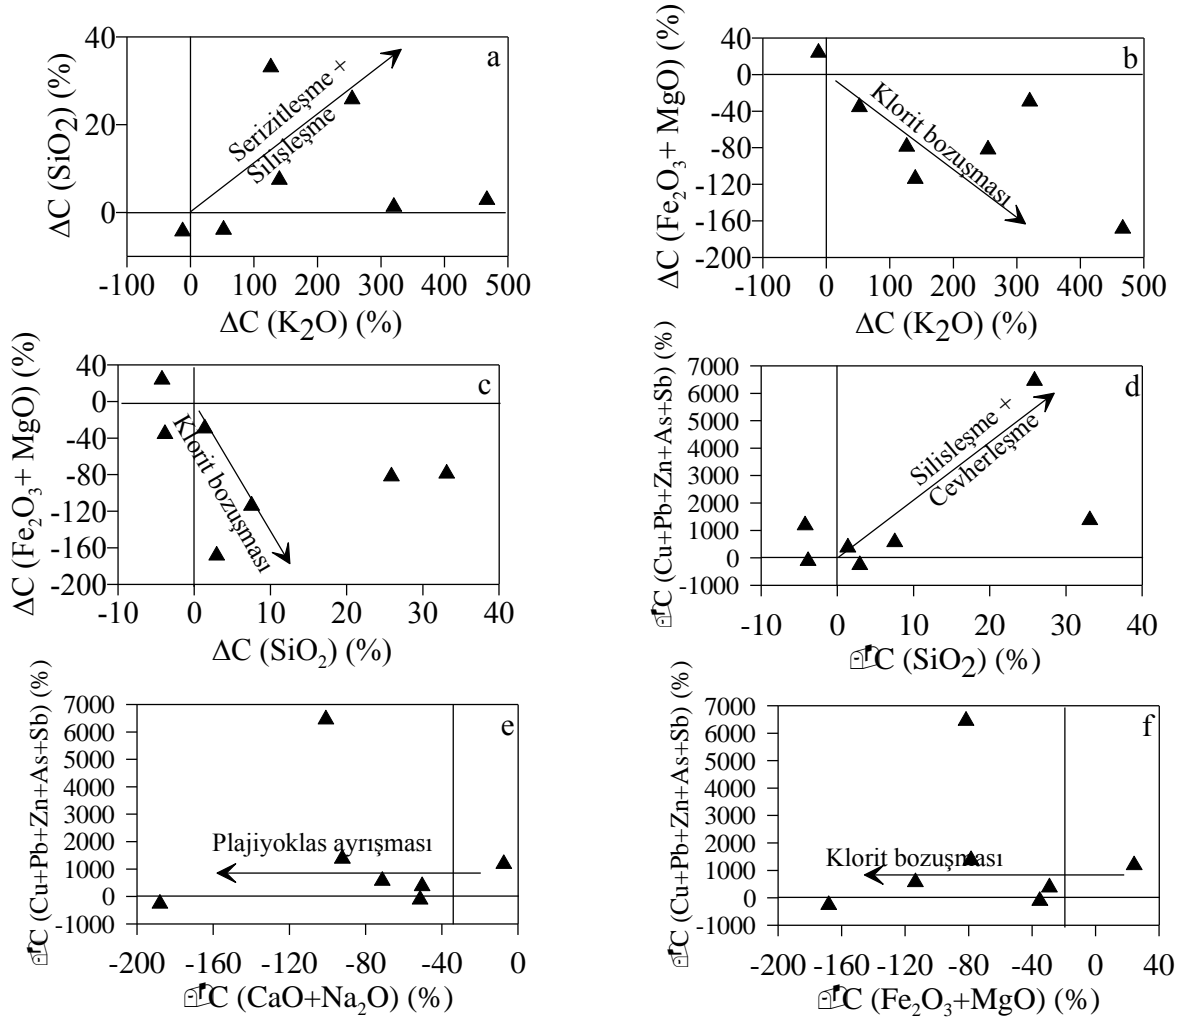 a
ΔC (SiO2) (%)
40
20
0
Serizitleşme +
Silişleşme
-100 0 100 200 300 400 500
ΔC (K2O) (%)
b
ΔC (Fe2O3+ MgO) (%)
40
0
-40
-80
-120
-160
-200
Klorit bozuşması
-100 0 100 200 300 400 500
ΔC (K2O) (%)
c
ΔC (Fe2O3+ MgO) (%)
40
0
-40
-80
-120
-160
-200
Klorit bozuşması
-10 0 10 20 30 40
ΔC (SiO2) (%)
d
C (Cu+Pb+Zn+As+Sb) (%)
7000
6000
5000
4000
3000
2000
1000
0
-1000
Silisleşme +
Cevherleşme
-10 0 10 20 30 40
C (SiO2) (%)
e
C (Cu+Pb+Zn+As+Sb) (%)
7000
6000
5000
4000
3000
2000
1000
0
-1000
Plajiyoklas ayrışması
-200 -160 -120 -80 -40 0
C (CaO+Na2O) (%)
f
C (Cu+Pb+Zn+As+Sb) (%)
7000
6000
5000
4000
3000
2000
1000
0
-1000
Klorit bozuşması
-200 -160 -120 -80 -40 0 40
C (Fe2O3+MgO) (%)